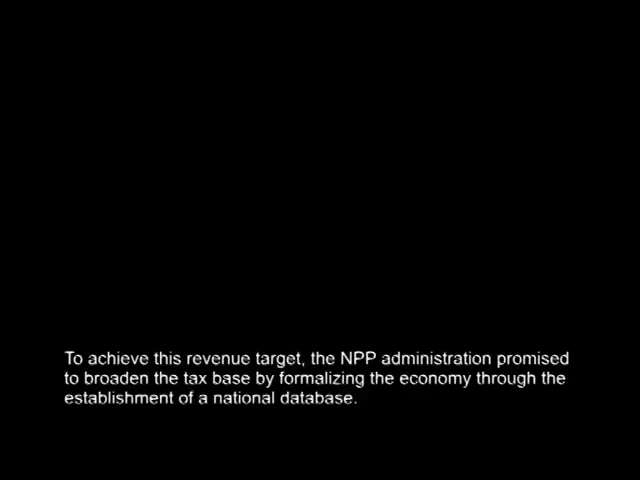 To achieve this revenue target, the NPP administration promised
to broaden the tax base by formalizing the economy through the
establishment of a national database.